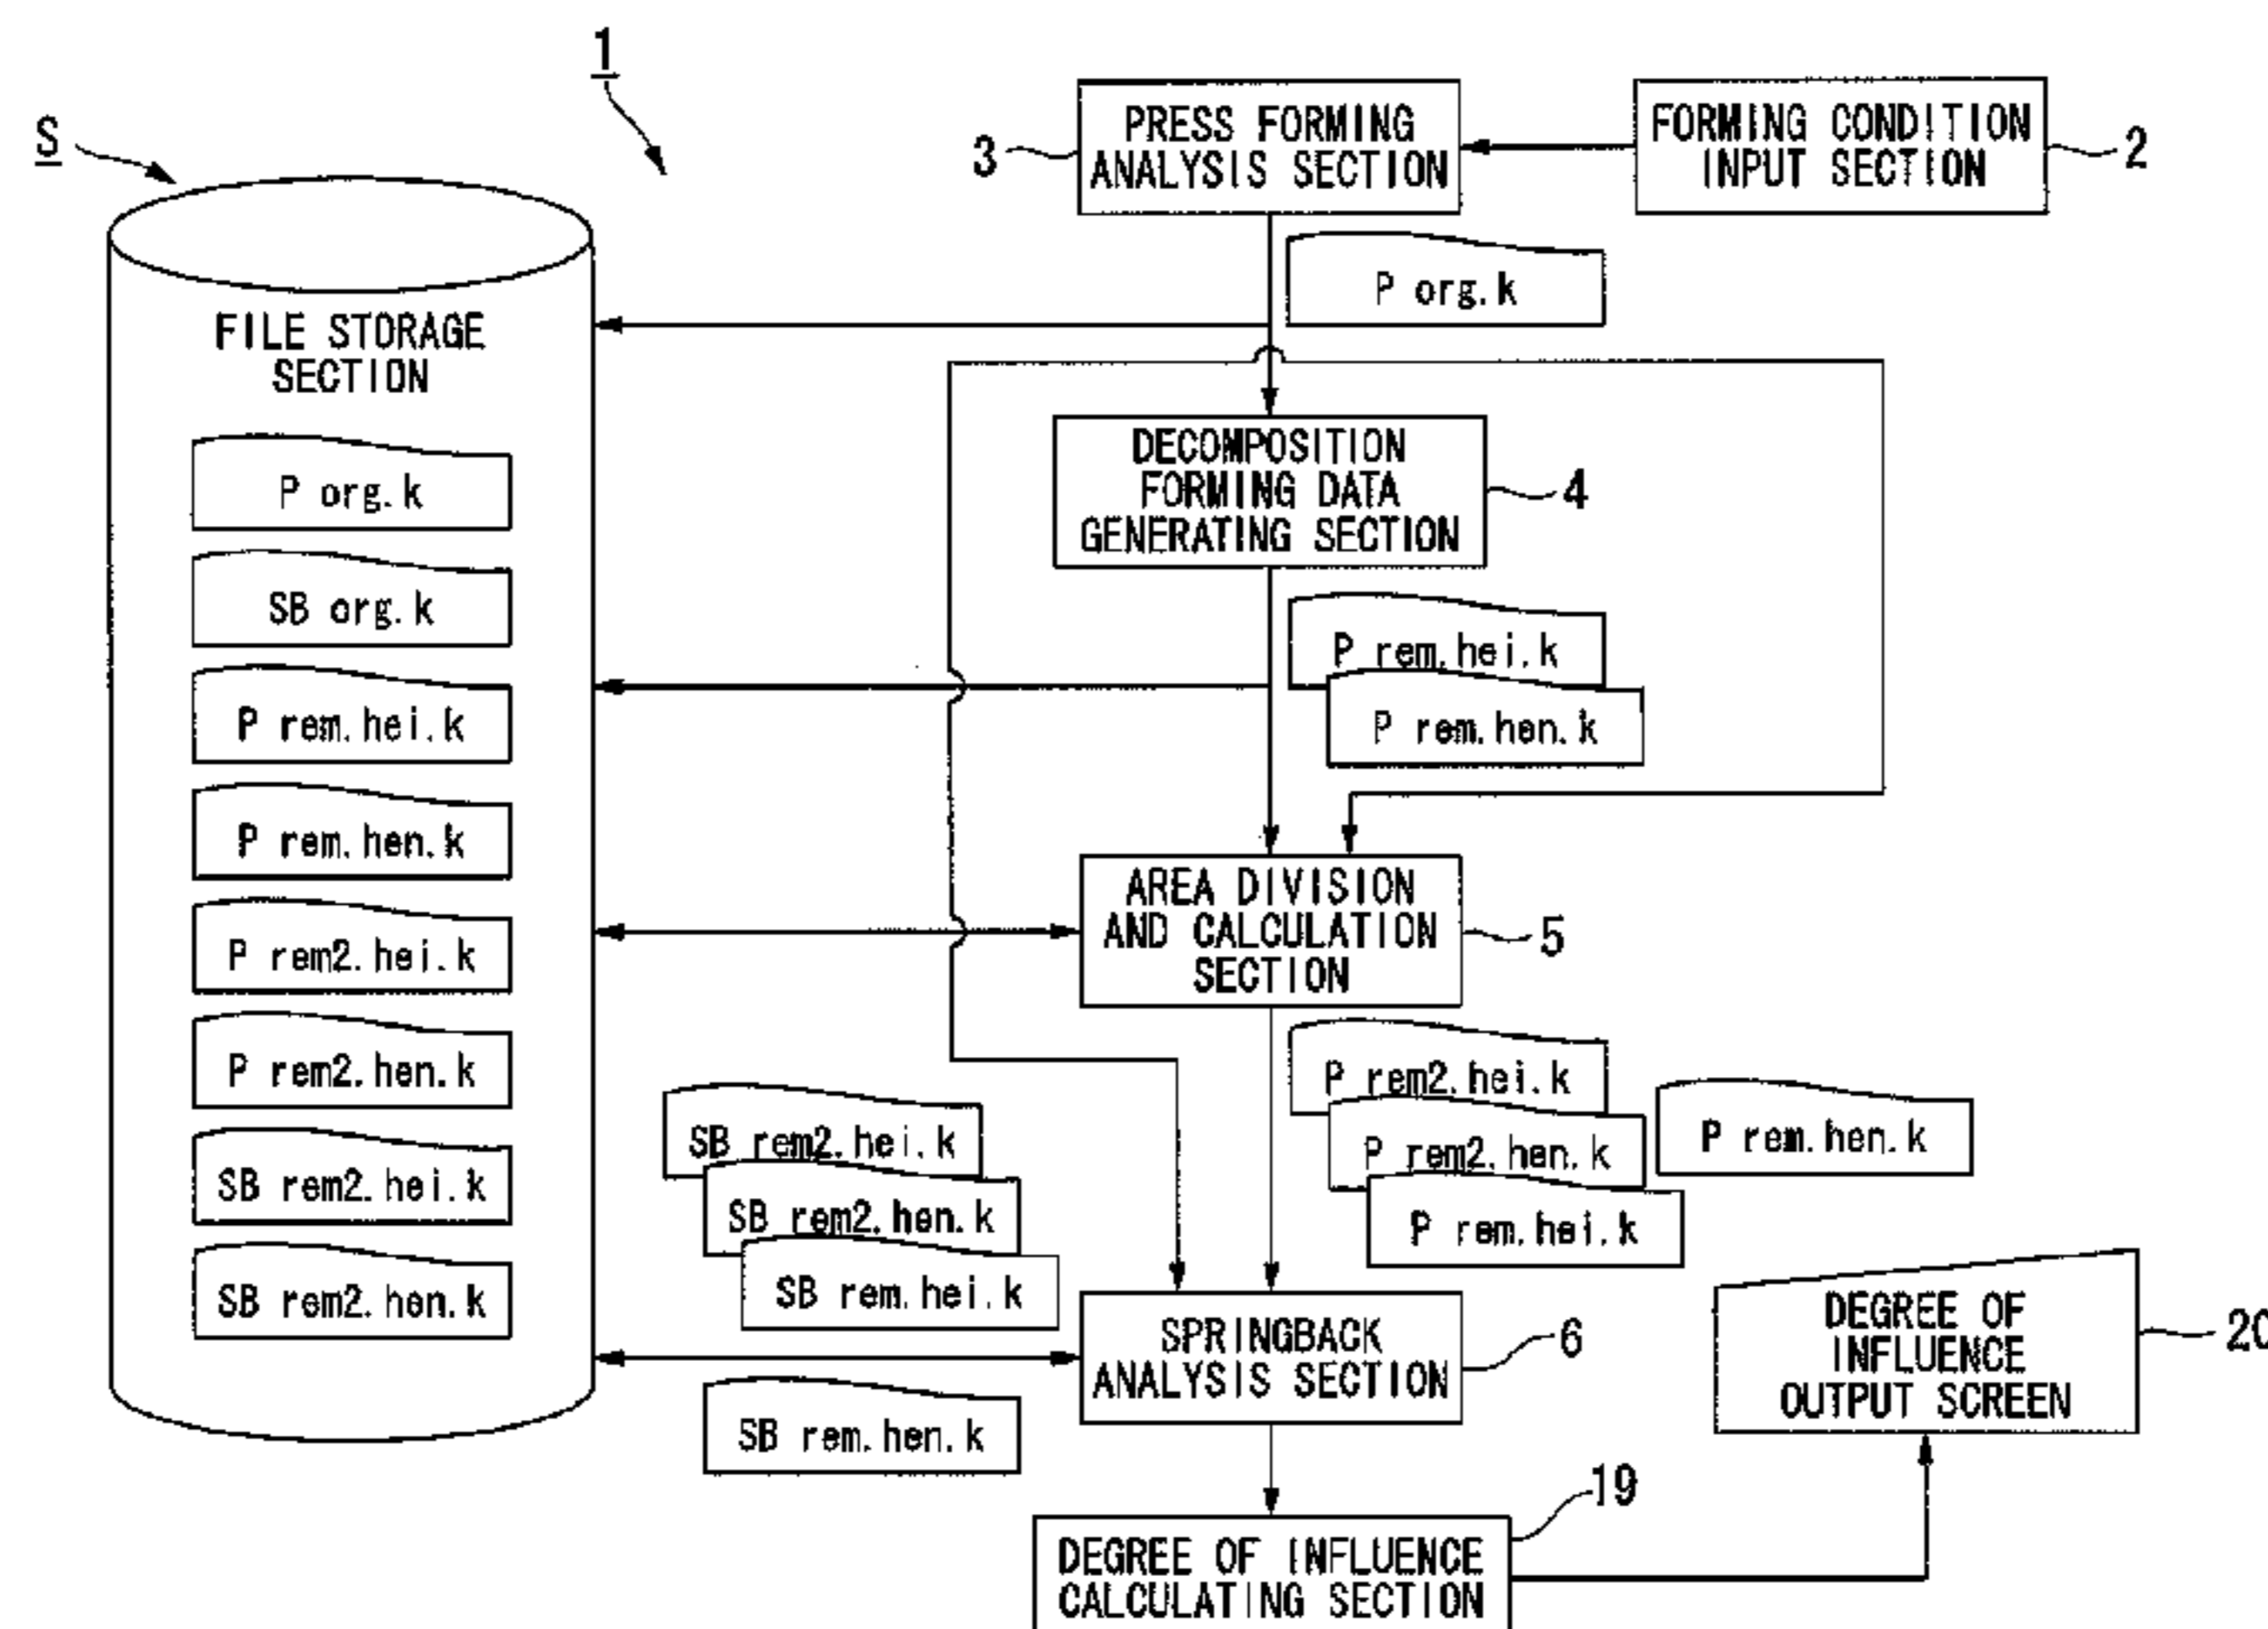 1
S
FILE STORAGE
SECTION
P org.k
SB org.k
P rem.hei.k
P rem.hen.k
P rem2.hei.k
P rem2.hen.k
SB rem2.hei.k
SB rem2.hen.k
3
PRESS FORMING
ANALYSIS SECTION
FORMING CONDITION
INPUT SECTION
2
P org.k
DECOMPOSITION
FORMING DATA
GENERATING SECTION
4
P rem.hei.k
P rem.hen.k
AREA DIVISION
AND CALCULATION
SECTION
5
P rem2.hei.k
P rem2.hen.k
P rem.hei.k
P rem.hen.k
SB rem2.hei.k
SB rem2.hen.k
SB rem.hei.k
SPRINGBACK
ANALYSIS SECTION
6
SB rem.hen.k
DEGREE OF INFLUENCE
CALCULATING SECTION
19
DEGREE OF
INFLUENCE
OUTPUT SCREEN
20